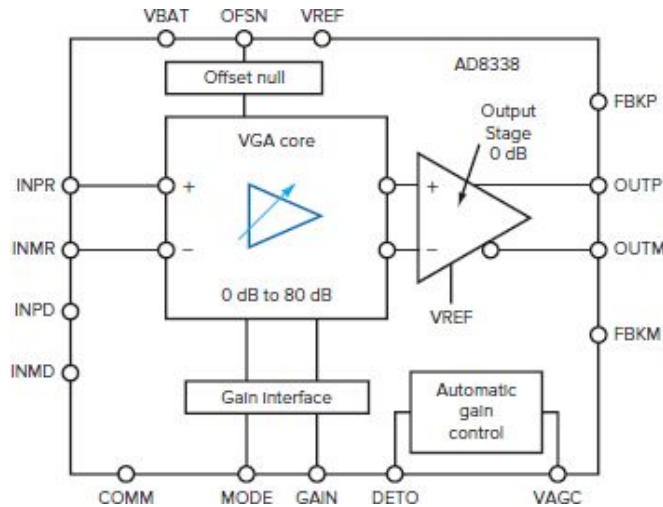 VBAT OFSN VREF
Offset null
AD8338
FBKP
Output
Stage
0 dB
VGA core
INPR
+
+
OUTP
INMR
−
−
OUTM
0 dB to 80 dB
INPD
VREF
FBKM
INMD
Gain interface
Automatic
gain
control
COMM MODE GAIN DETO VAGC